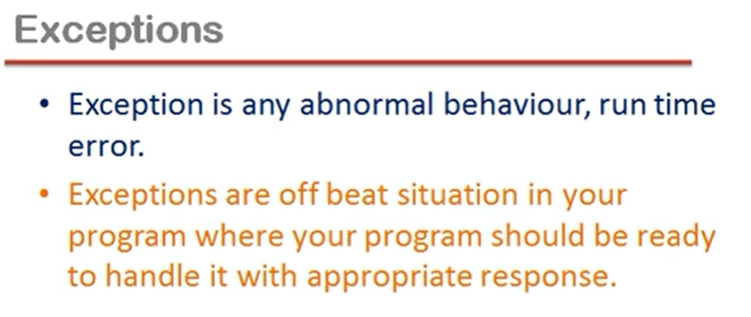 Exceptions
• Exception is any abnormal behaviour, run time
error.
• Exceptions are off beat situation in your
program where your program should be ready
to handle it with appropriate response.